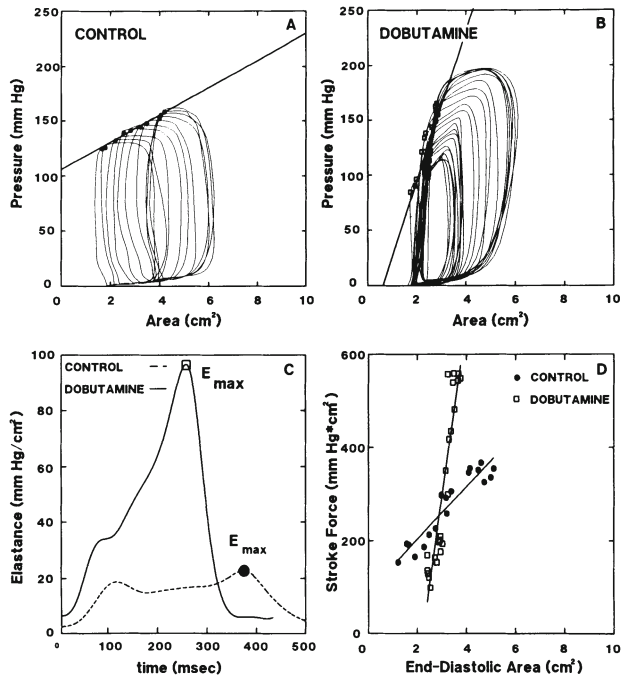 A
B
CONTROL
DOBUTAMINE
250
200
150
100
50
0
Pressure (mm Hg)
0 2 4 6 8 10
Area (cm²)
250
200
150
100
50
0
Pressure (mm Hg)
0 2 4 6 8 10
Area (cm²)
CONTROL
DOBUTAMINE
C
E max
E max
100
80
60
40
20
0
Elastance (mm Hg/cm²)
0 100 200 300 400 500
time (msec)
D
CONTROL
DOBUTAMINE
600
400
200
0
Stroke Force (mm Hg*cm²)
0 2 4 6 8 10
End-Diastolic Area (cm²)